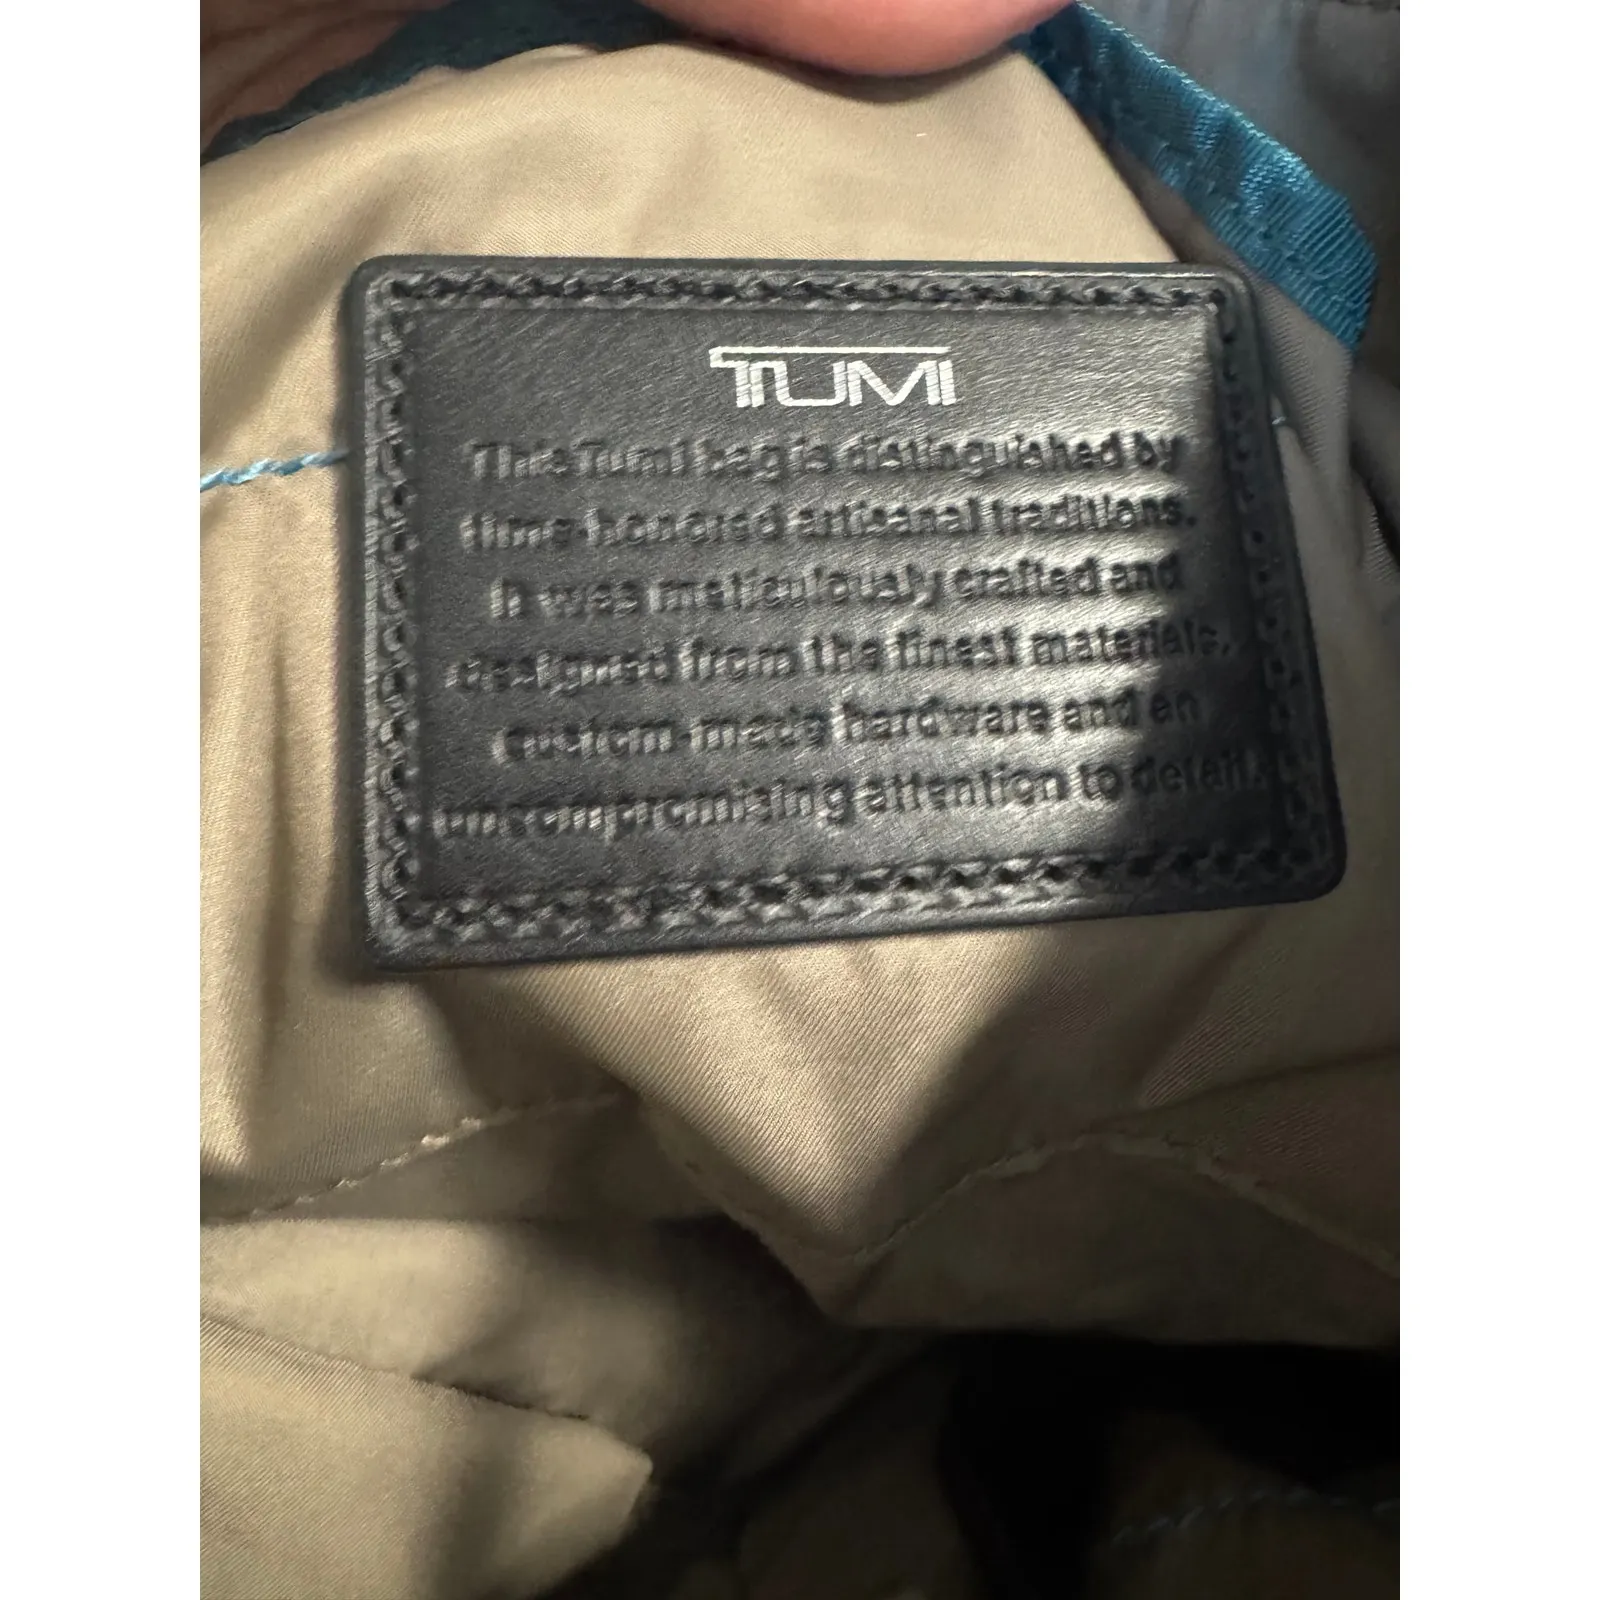 TUMI
This Tumi bag is distinguished by
time-honored artisanal traditions.
It was meticulously crafted and
designed from the finest materials,
custom-made hardware and an
uncompromising attention to detail.